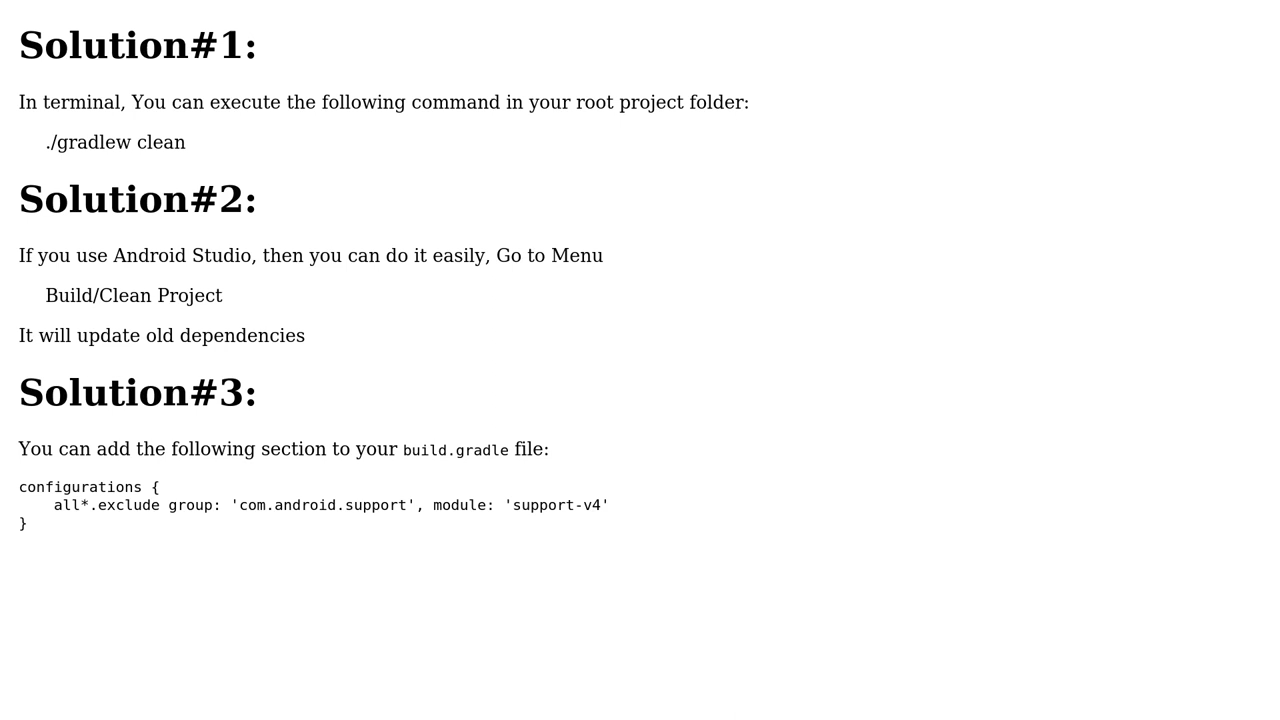 Solution#1:
In terminal, You can execute the following command in your root project folder:
./gradlew clean
Solution#2:
If you use Android Studio, then you can do it easily, Go to Menu
Build/Clean Project
It will update old dependencies
Solution#3:
You can add the following section to your build.gradle file:
configurations {
    all*.exclude group: 'com.android.support', module: 'support-v4'
}